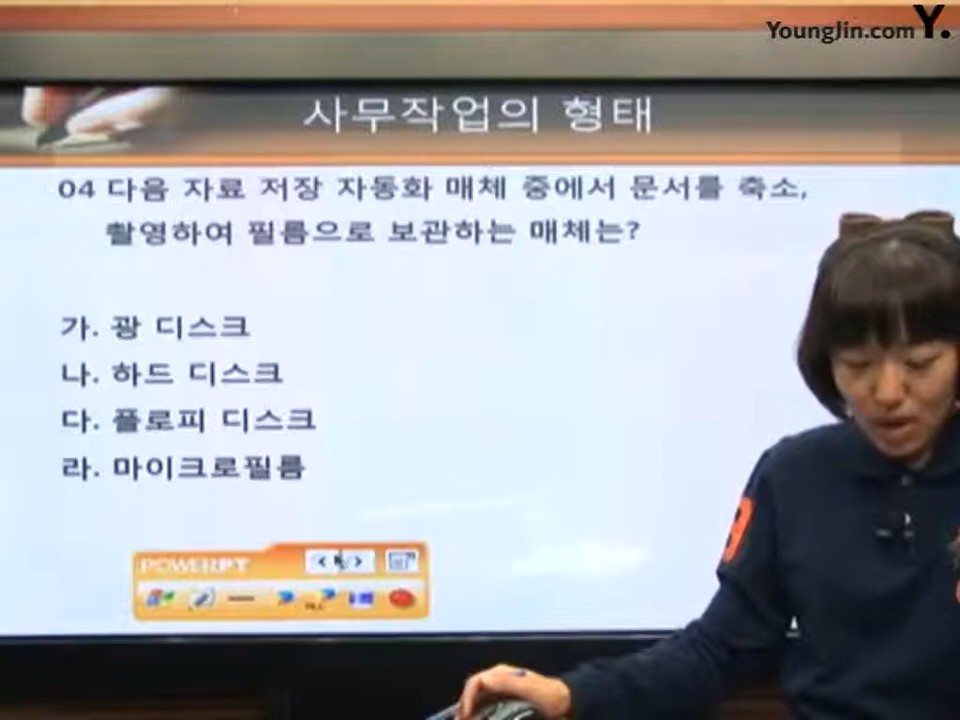 YoungJin.com Y.
사무작업의 형태
04 다음 자료 저장 자동화 매체 중에서 문서를 축소,
촬영하여 필름으로 보관하는 매체는?
가. 광 디스크
나. 하드 디스크
다. 플로피 디스크
라. 마이크로필름
POWERPT